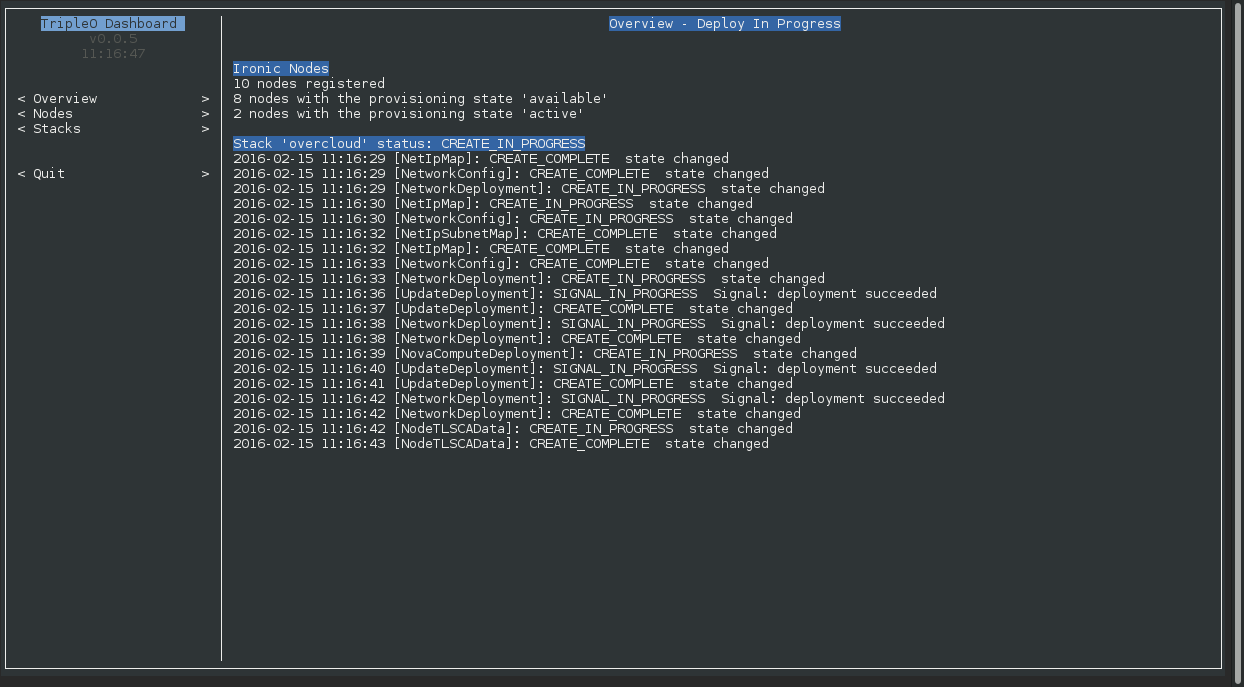 TripleO Dashboard
v0.0.5
11:16:47
< Overview >
< Nodes >
< Stacks >
< Quit >
Overview - Deploy In Progress
Ironic Nodes
10 nodes registered
8 nodes with the provisioning state 'available'
2 nodes with the provisioning state 'active'
Stack 'overcloud' status: CREATE_IN_PROGRESS
2016-02-15 11:16:29 [NetIpMap]: CREATE_COMPLETE  state changed
2016-02-15 11:16:29 [NetworkConfig]: CREATE_COMPLETE  state changed
2016-02-15 11:16:29 [NetworkDeployment]: CREATE_IN_PROGRESS  state changed
2016-02-15 11:16:30 [NetIpMap]: CREATE_IN_PROGRESS  state changed
2016-02-15 11:16:30 [NetworkConfig]: CREATE_IN_PROGRESS  state changed
2016-02-15 11:16:32 [NetIpSubnetMap]: CREATE_COMPLETE  state changed
2016-02-15 11:16:32 [NetIpMap]: CREATE_COMPLETE  state changed
2016-02-15 11:16:33 [NetworkConfig]: CREATE_COMPLETE  state changed
2016-02-15 11:16:33 [NetworkDeployment]: CREATE_IN_PROGRESS  state changed
2016-02-15 11:16:36 [UpdateDeployment]: SIGNAL_IN_PROGRESS  Signal: deployment succeeded
2016-02-15 11:16:37 [UpdateDeployment]: CREATE_COMPLETE  state changed
2016-02-15 11:16:38 [NetworkDeployment]: SIGNAL_IN_PROGRESS  Signal: deployment succeeded
2016-02-15 11:16:38 [NetworkDeployment]: CREATE_COMPLETE  state changed
2016-02-15 11:16:39 [NovaComputeDeployment]: CREATE_IN_PROGRESS  state changed
2016-02-15 11:16:40 [UpdateDeployment]: SIGNAL_IN_PROGRESS  Signal: deployment succeeded
2016-02-15 11:16:41 [UpdateDeployment]: CREATE_COMPLETE  state changed
2016-02-15 11:16:42 [NetworkDeployment]: SIGNAL_IN_PROGRESS  Signal: deployment succeeded
2016-02-15 11:16:42 [NetworkDeployment]: CREATE_COMPLETE  state changed
2016-02-15 11:16:42 [NodeTLSCAData]: CREATE_IN_PROGRESS  state changed
2016-02-15 11:16:43 [NodeTLSCAData]: CREATE_COMPLETE  state changed